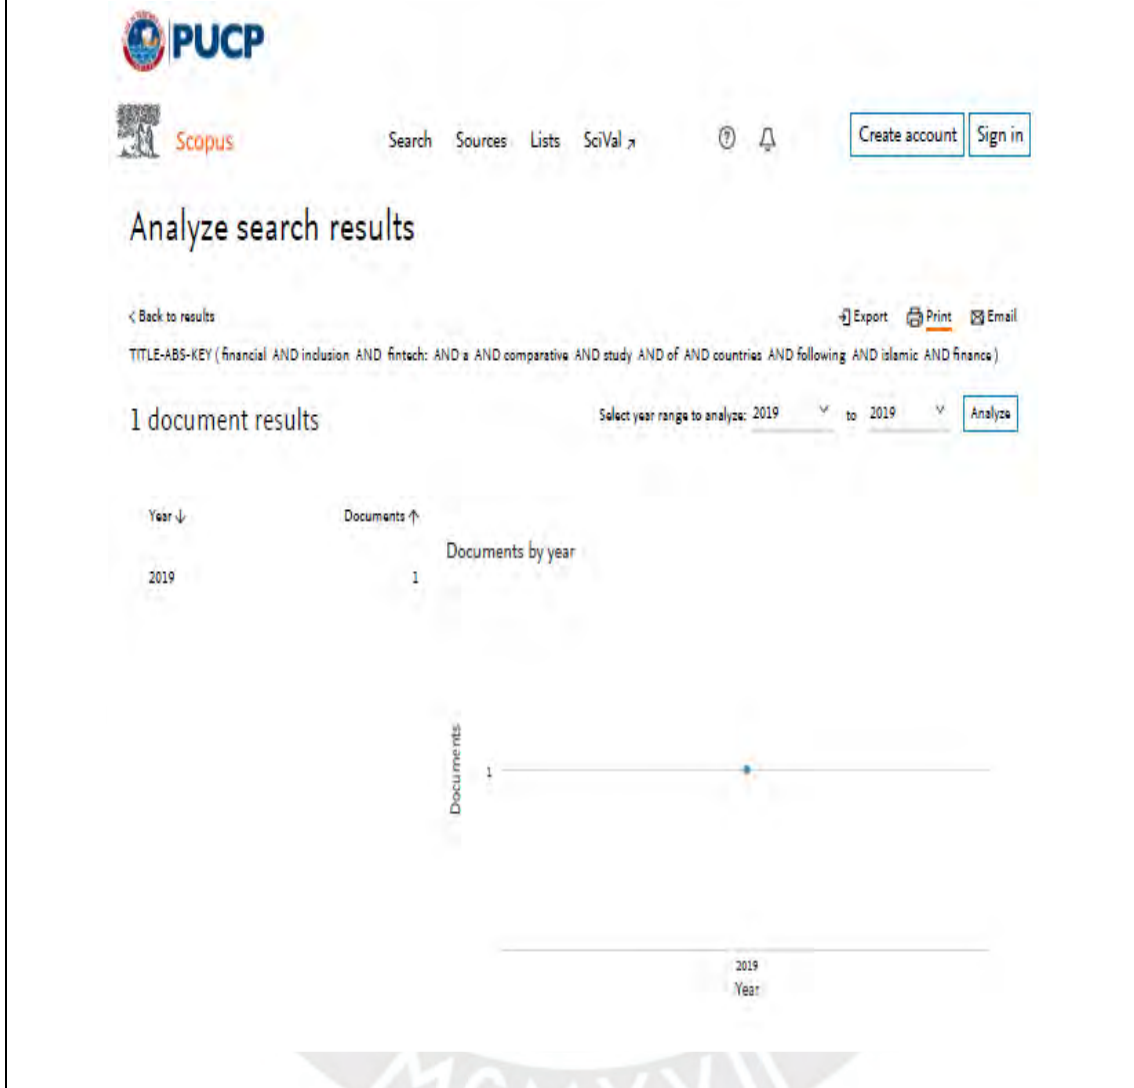 PUCP
Scopus Search Sources Lists SciVal ↗ Create account Sign in
Analyze search results
< Back to results Export Print Email
TITLE-ABS-KEY ( financial AND inclusion AND fintech: AND a AND comparative AND study AND of AND countries AND following AND islamic AND finance )
1 document results Select year range to analyze: 2019 to 2019 Analyze
Year ↓ Documents ↑
Documents by year
2019 1
Documents
1
2019
Year